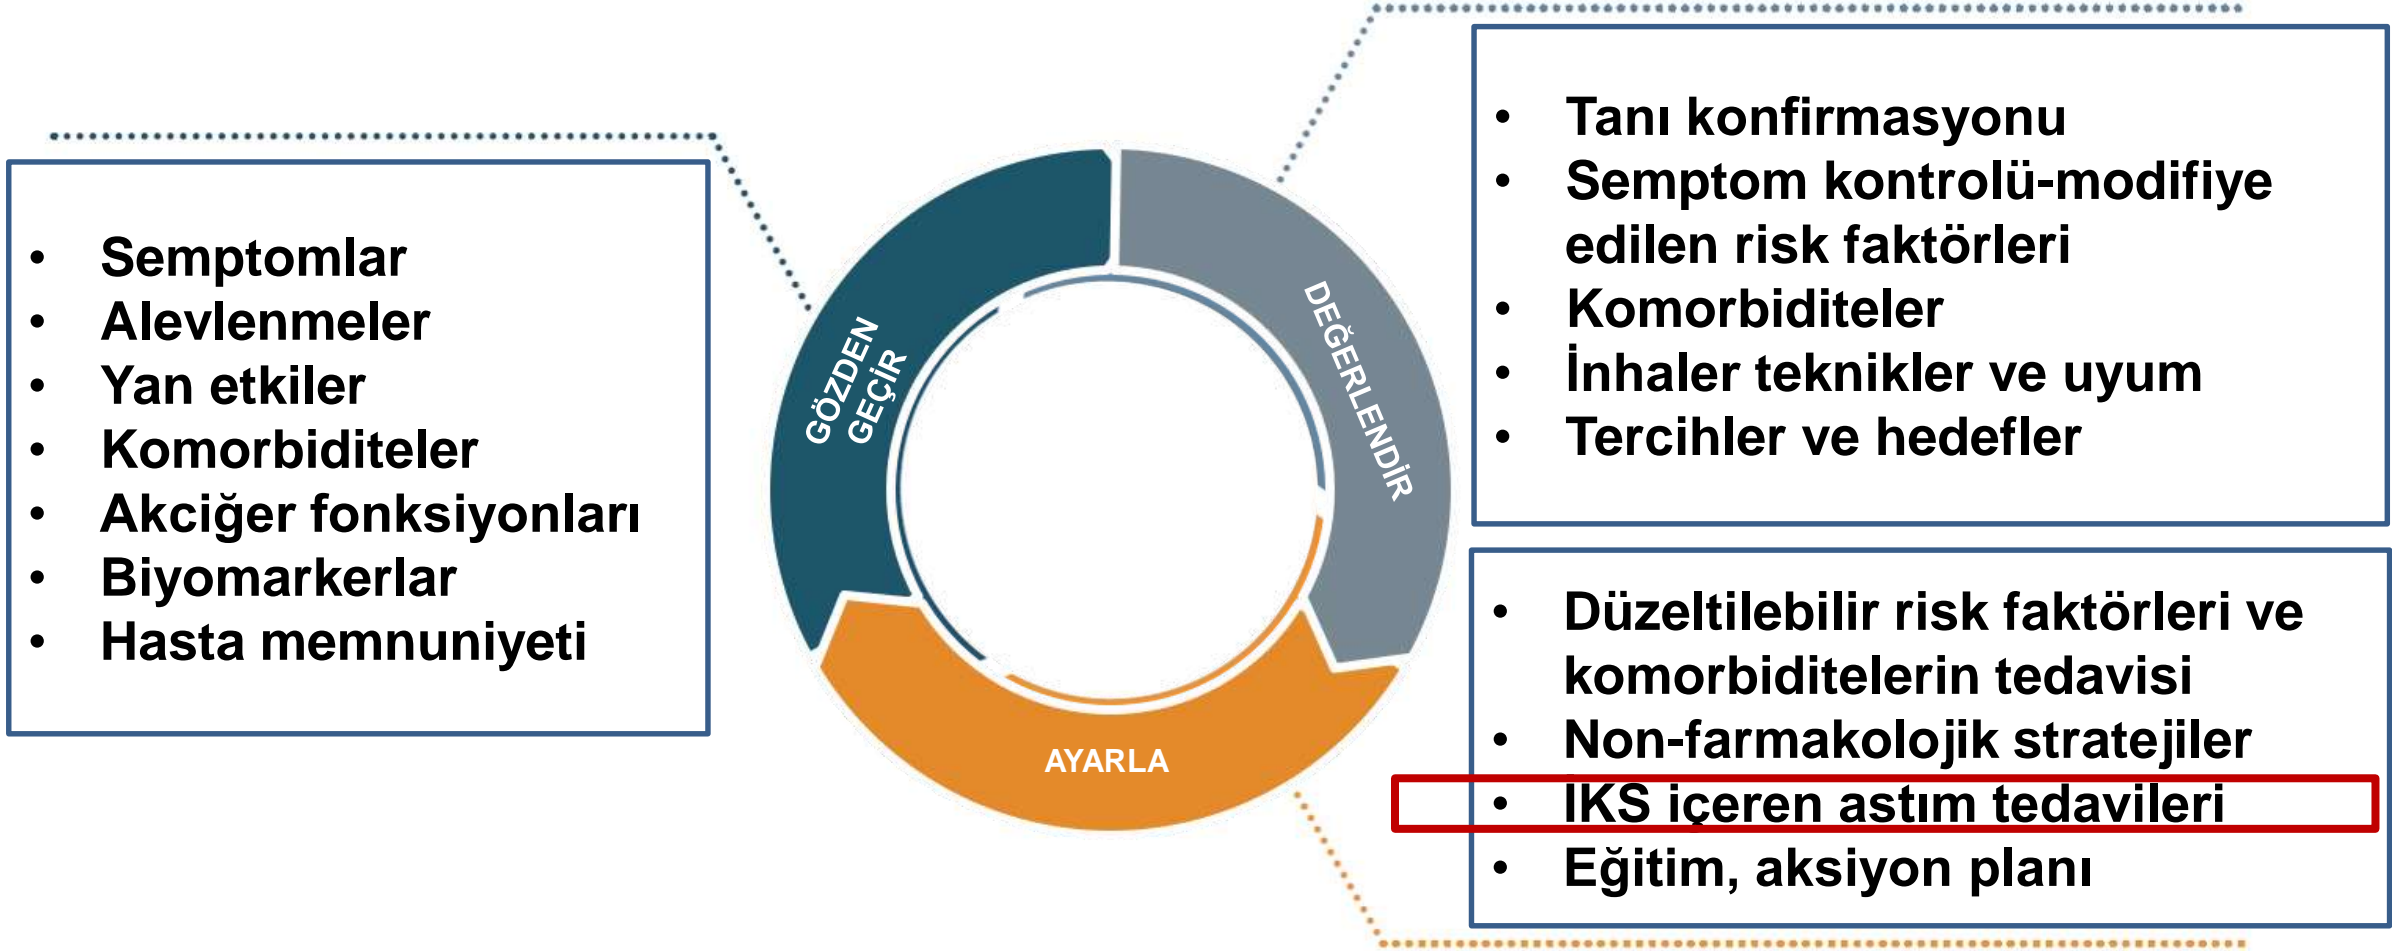 • Semptomlar
• Alevlenmeler
• Yan etkiler
• Komorbiditeler
• Akciğer fonksiyonları
• Biyomarkerlar
• Hasta memnuniyeti
GÖZDEN
GEÇİR
DEĞERLENDİR
AYARLA
• Tanı konfirmasyonu
• Semptom kontrolü-modifiye
edilen risk faktörleri
• Komorbiditeler
• İnhaler teknikler ve uyum
• Tercihler ve hedefler
• Düzeltilebilir risk faktörleri ve
komorbiditelerin tedavisi
• Non-farmakolojik stratejiler
• İKS içeren astım tedavileri
• Eğitim, aksiyon planı